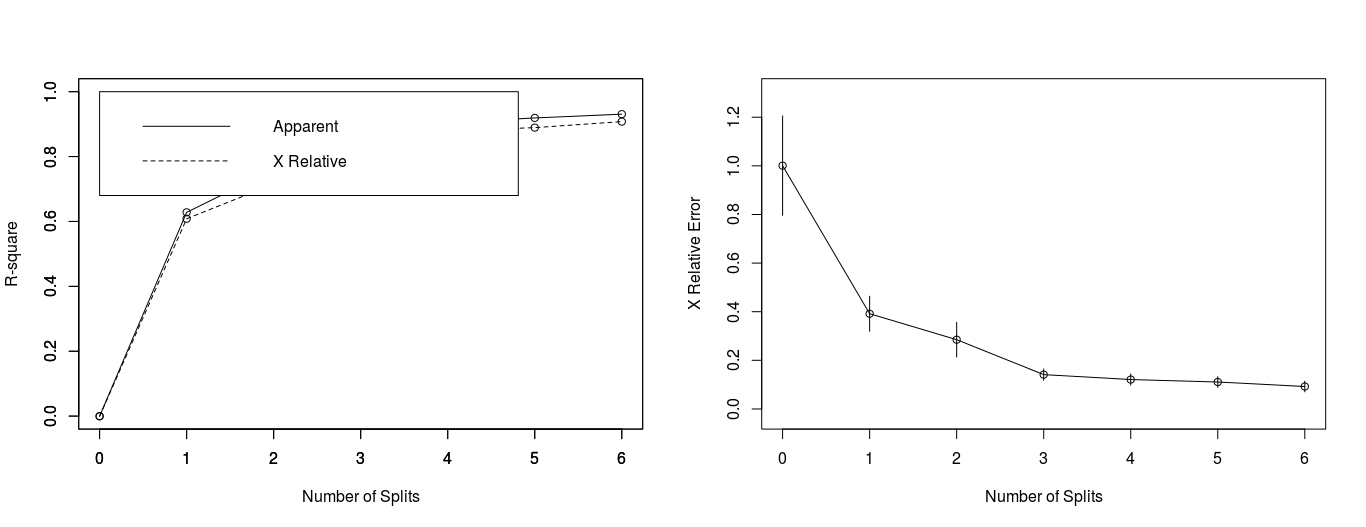 1.0
0.8
0.6
0.4
0.2
0.0
R-square
Apparent
X Relative
0 1 2 3 4 5 6
Number of Splits
1.2
1.0
0.8
0.6
0.4
0.2
0.0
X Relative Error
0 1 2 3 4 5 6
Number of Splits